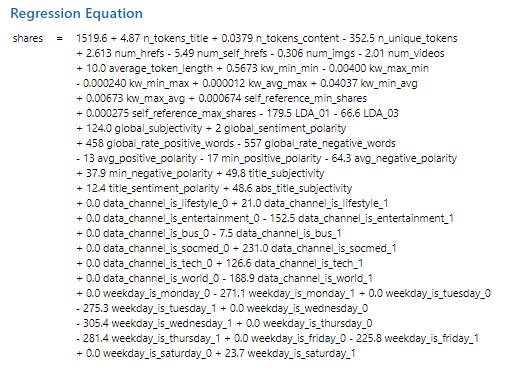 Regression Equation
shares = 1519.6 + 4.87 n_tokens_title + 0.0379 n_tokens_content - 352.5 n_unique_tokens
+ 2.613 num_hrefs - 5.49 num_self_hrefs - 0.306 num_imgs - 2.01 num_videos
+ 10.0 average_token_length + 0.5673 kw_min_min - 0.00400 kw_max_min
- 0.000240 kw_min_max + 0.000012 kw_avg_max + 0.04037 kw_min_avg
+ 0.00673 kw_max_avg + 0.000674 self_reference_min_shares
+ 0.000275 self_reference_max_shares - 179.5 LDA_01 - 66.6 LDA_03
+ 124.0 global_subjectivity + 2 global_sentiment_polarity
+ 458 global_rate_positive_words - 557 global_rate_negative_words
- 13 avg_positive_polarity - 17 min_positive_polarity - 64.3 avg_negative_polarity
+ 37.9 min_negative_polarity + 49.8 title_subjectivity
+ 12.4 title_sentiment_polarity + 48.6 abs_title_subjectivity
+ 0.0 data_channel_is_lifestyle_0 + 21.0 data_channel_is_lifestyle_1
+ 0.0 data_channel_is_entertainment_0 - 152.5 data_channel_is_entertainment_1
+ 0.0 data_channel_is_bus_0 - 7.5 data_channel_is_bus_1
+ 0.0 data_channel_is_socmed_0 + 231.0 data_channel_is_socmed_1
+ 0.0 data_channel_is_tech_0 + 126.6 data_channel_is_tech_1
+ 0.0 data_channel_is_world_0 - 188.9 data_channel_is_world_1
+ 0.0 weekday_is_monday_0 - 271.1 weekday_is_monday_1 + 0.0 weekday_is_tuesday_0
- 275.3 weekday_is_tuesday_1 + 0.0 weekday_is_wednesday_0
- 305.4 weekday_is_wednesday_1 + 0.0 weekday_is_thursday_0
- 281.4 weekday_is_thursday_1 + 0.0 weekday_is_friday_0 - 225.8 weekday_is_friday_1
+ 0.0 weekday_is_saturday_0 + 23.7 weekday_is_saturday_1